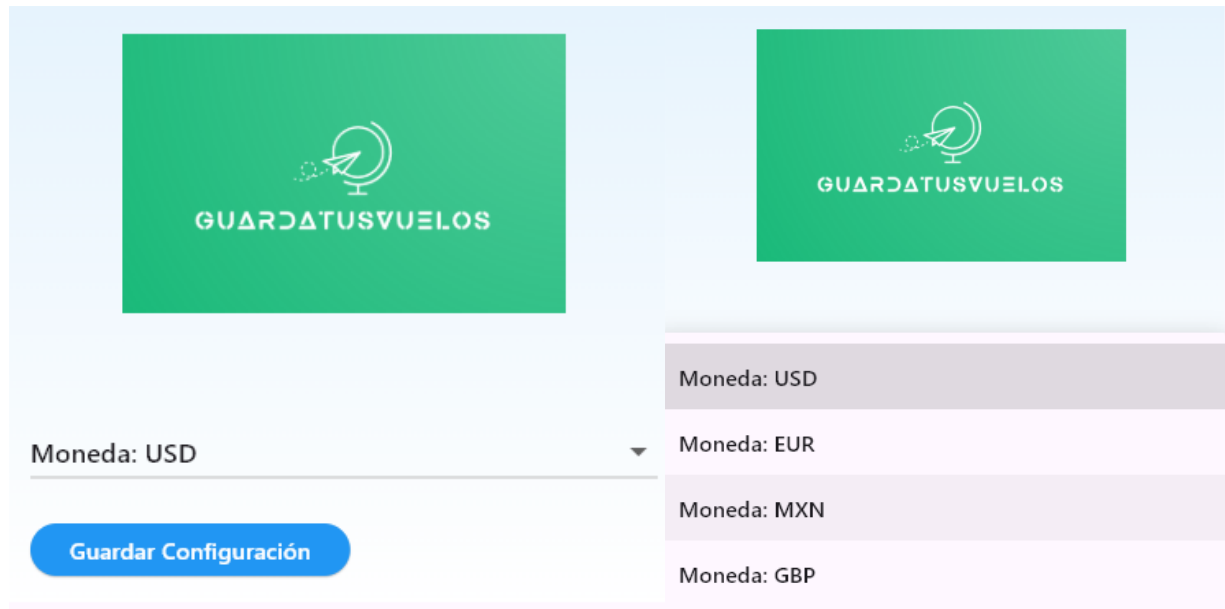 GUARDATUSVUELOS
Moneda: USD
Guardar Configuración
GUARDATUSVUELOS
Moneda: USD
Moneda: EUR
Moneda: MXN
Moneda: GBP